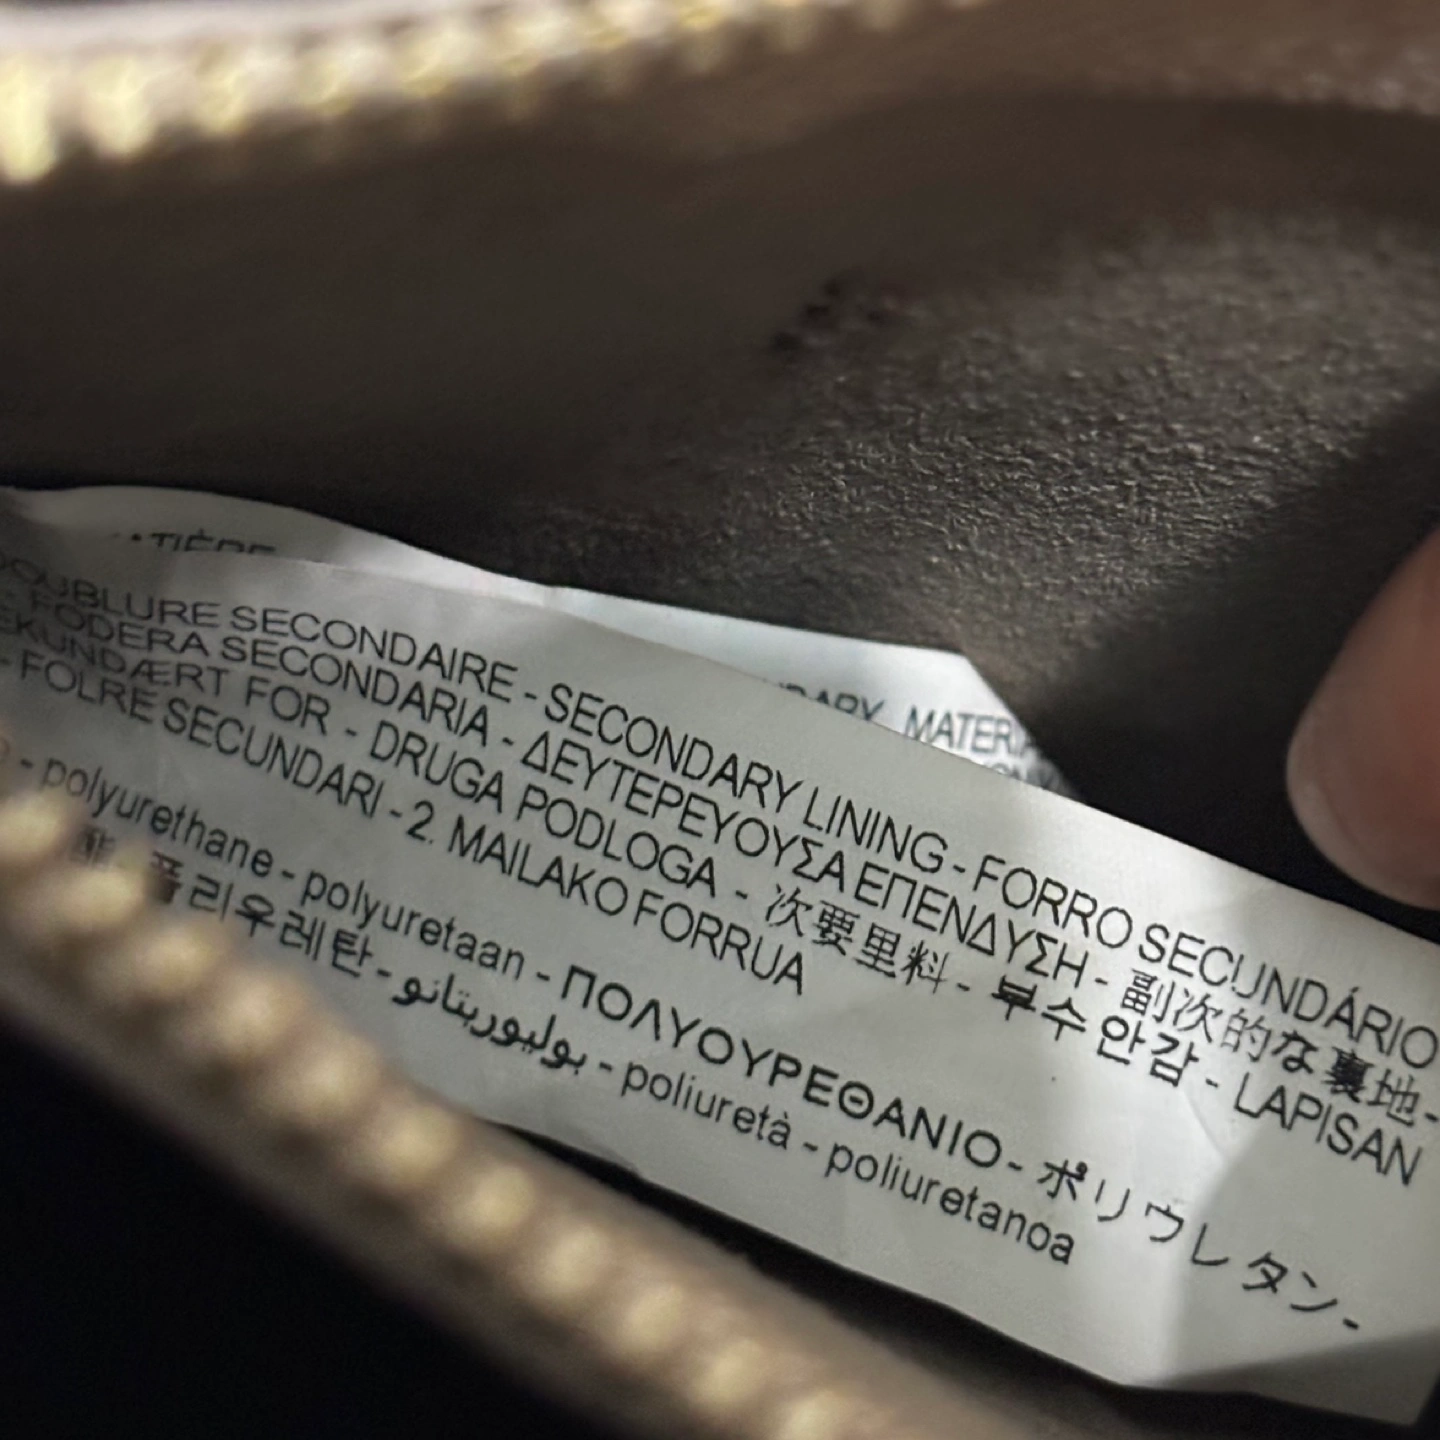 DOUBLURE SECONDAIRE - SECONDARY LINING - FORRO SECUNDÁRIO
FODERA SECONDARIA - ΔΕΥΤΕΡΕΥΟΥΣΑ ΕΠΕΝΔΥΣΗ - 副次的な裏地 -
SEKUNDÆRT FOR - DRUGA PODLOGA - 次要里料 - 부수 안감 - LAPISAN
- FOLRE SECUNDARI - 2. MAILAKO FORRUA
- polyurethane - polyuretaan - ΠΟΛΥΟΥΡΕΘΑΝΙΟ - ポリウレタン -
폴리우레탄 - بوليوريتانو - poliuretà - poliuretanoa